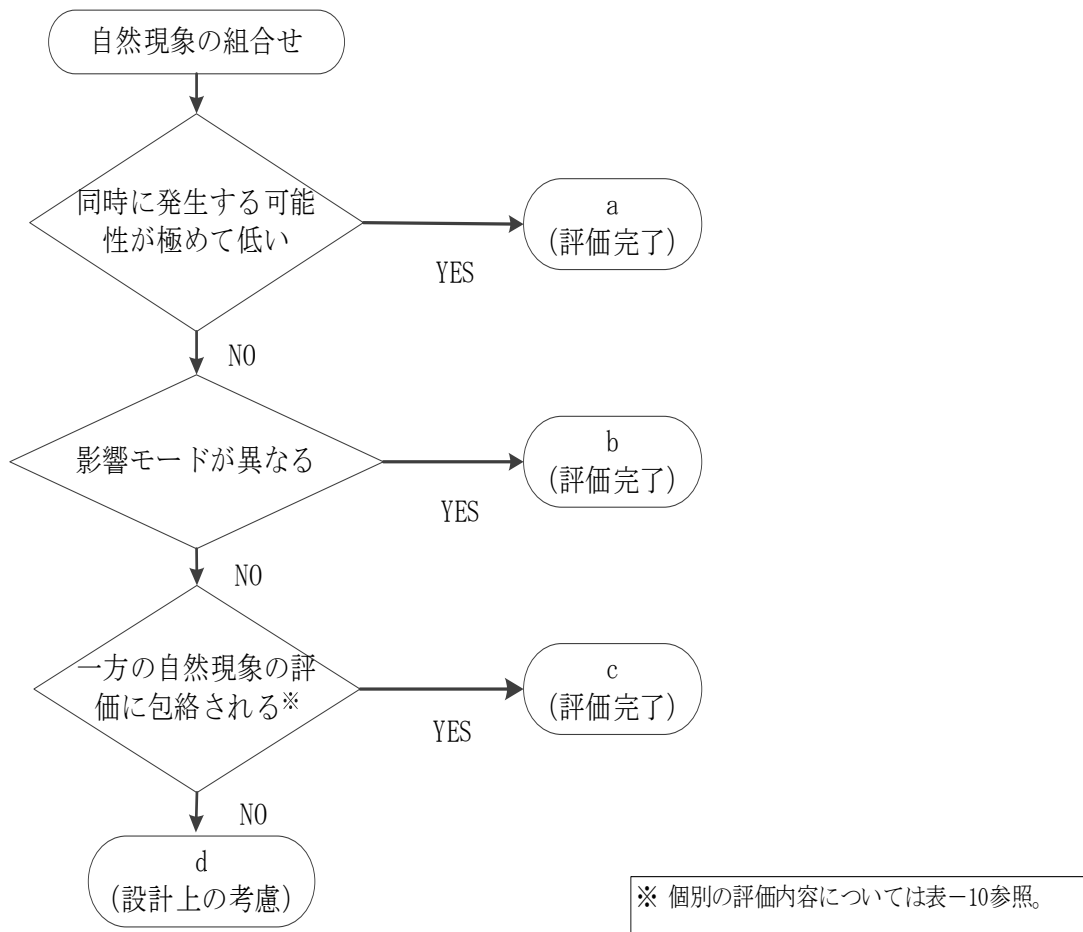 自然現象の組合せ
同時に発生する可能
性が極めて低い
YES
a
(評価完了)
NO
影響モードが異なる
YES
b
(評価完了)
NO
一方の自然現象の評
価に包絡される※
YES
c
(評価完了)
NO
d
(設計上の考慮)
※ 個別の評価内容については表－10参照。